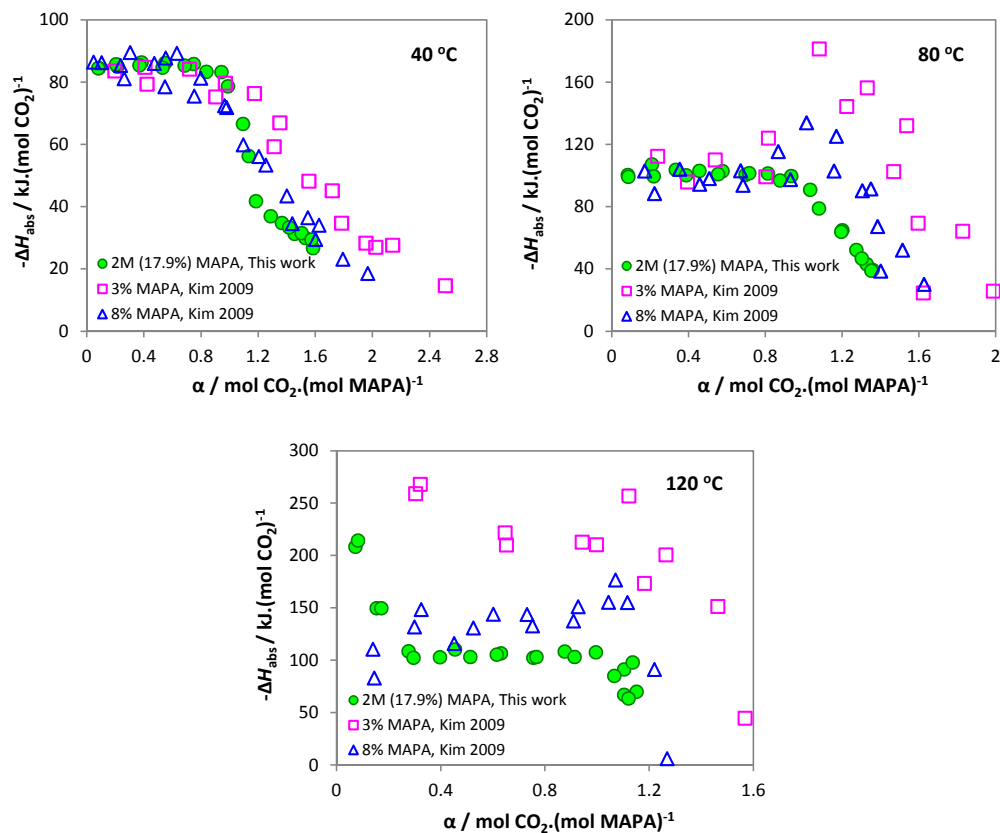 40 °C
-ΔHabs / kJ.(mol CO2)-1
100
80
60
40
20
0
2M (17.9%) MAPA, This work
3% MAPA, Kim 2009
8% MAPA, Kim 2009
0 0.4 0.8 1.2 1.6 2 2.4 2.8
α / mol CO2.(mol MAPA)-1
80 °C
-ΔHabs / kJ.(mol CO2)-1
200
160
120
80
40
0
2M (17.9%) MAPA, This work
3% MAPA, Kim 2009
8% MAPA, Kim 2009
0 0.4 0.8 1.2 1.6 2
α / mol CO2.(mol MAPA)-1
120 °C
-ΔHabs / kJ.(mol CO2)-1
300
250
200
150
100
50
0
2M (17.9%) MAPA, This work
3% MAPA, Kim 2009
8% MAPA, Kim 2009
0 0.4 0.8 1.2 1.6
α / mol CO2.(mol MAPA)-1